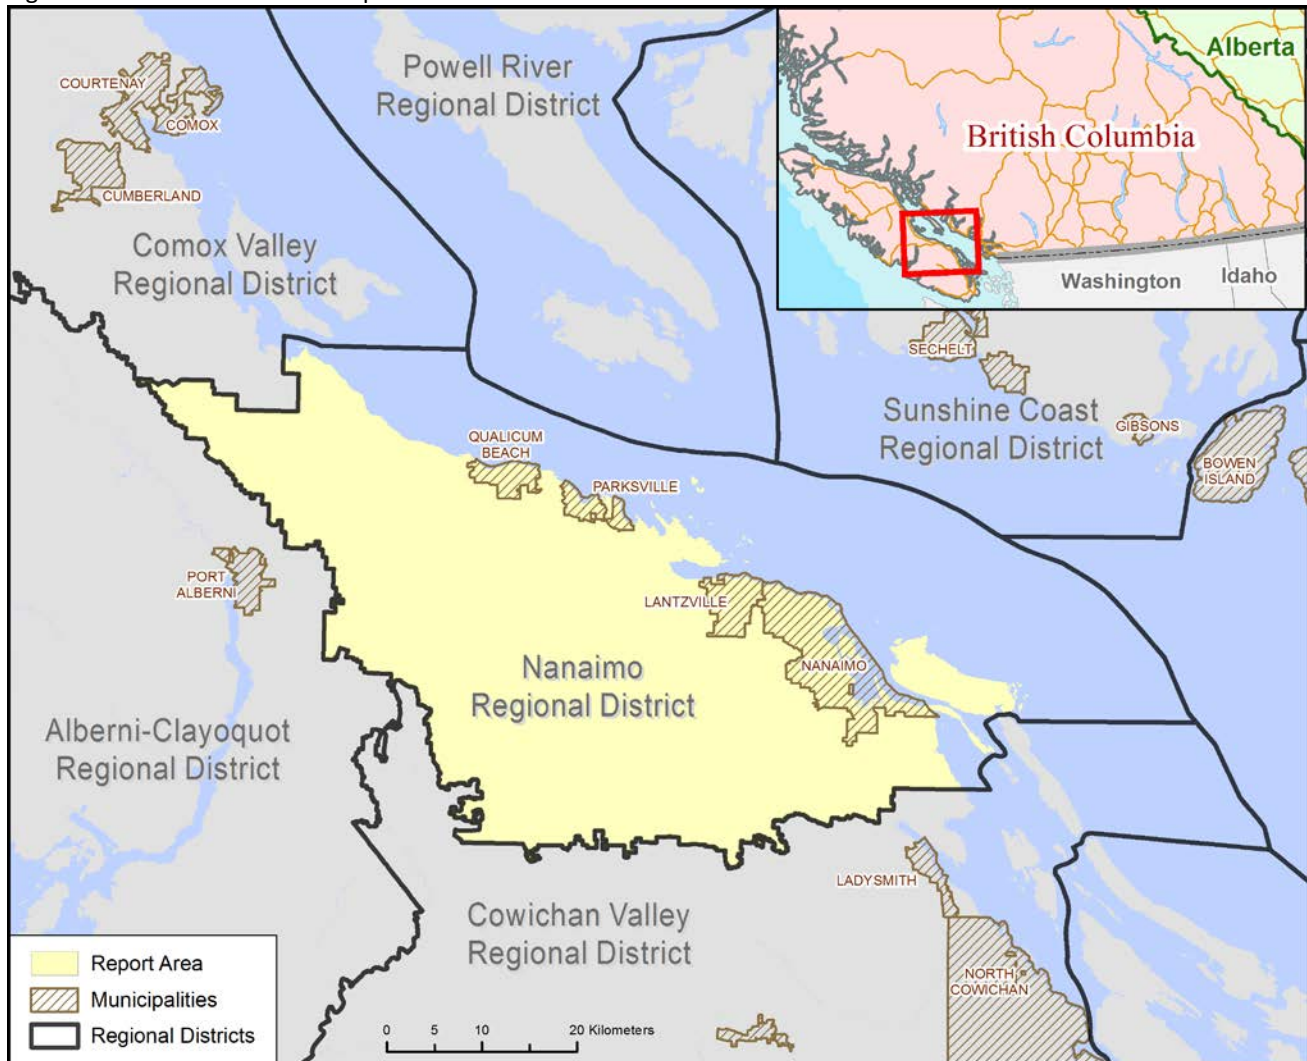 COURTENAY
COMOX
CUMBERLAND
Comox Valley
Regional District
Powell River
Regional District
Alberta
British Columbia
Washington
Idaho
SECHELT
Sunshine Coast
Regional District
GIBSONS
BOWEN
ISLAND
QUALICUM
BEACH
PARKSVILLE
PORT
ALBERNI
LANTZVILLE
NANAIMO
Nanaimo
Regional District
Alberni-Clayoquot
Regional District
LADYSMITH
Cowichan Valley
Regional District
NORTH
COWICHAN
Report Area
Municipalities
Regional Districts
0 5 10 20 Kilometers